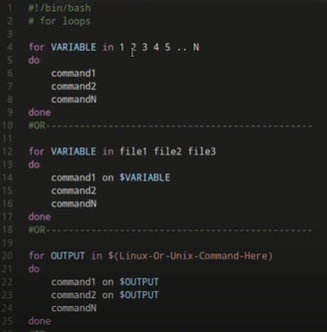 1 #!/bin/bash
2 # for loops
3
4 for VARIABLE in 1 2 3 4 5 .. N
5 do
6     command1
7     command2
8     commandN
9 done
10 #OR---------------------------------------
11
12 for VARIABLE in file1 file2 file3
13 do
14     command1 on $VARIABLE
15     command2
16     commandN
17 done
18 #OR---------------------------------------
19
20 for OUTPUT in $(Linux-Or-Unix-Command-Here)
21 do
22     command1 on $OUTPUT
23     command2 on $OUTPUT
24     commandN
25 done